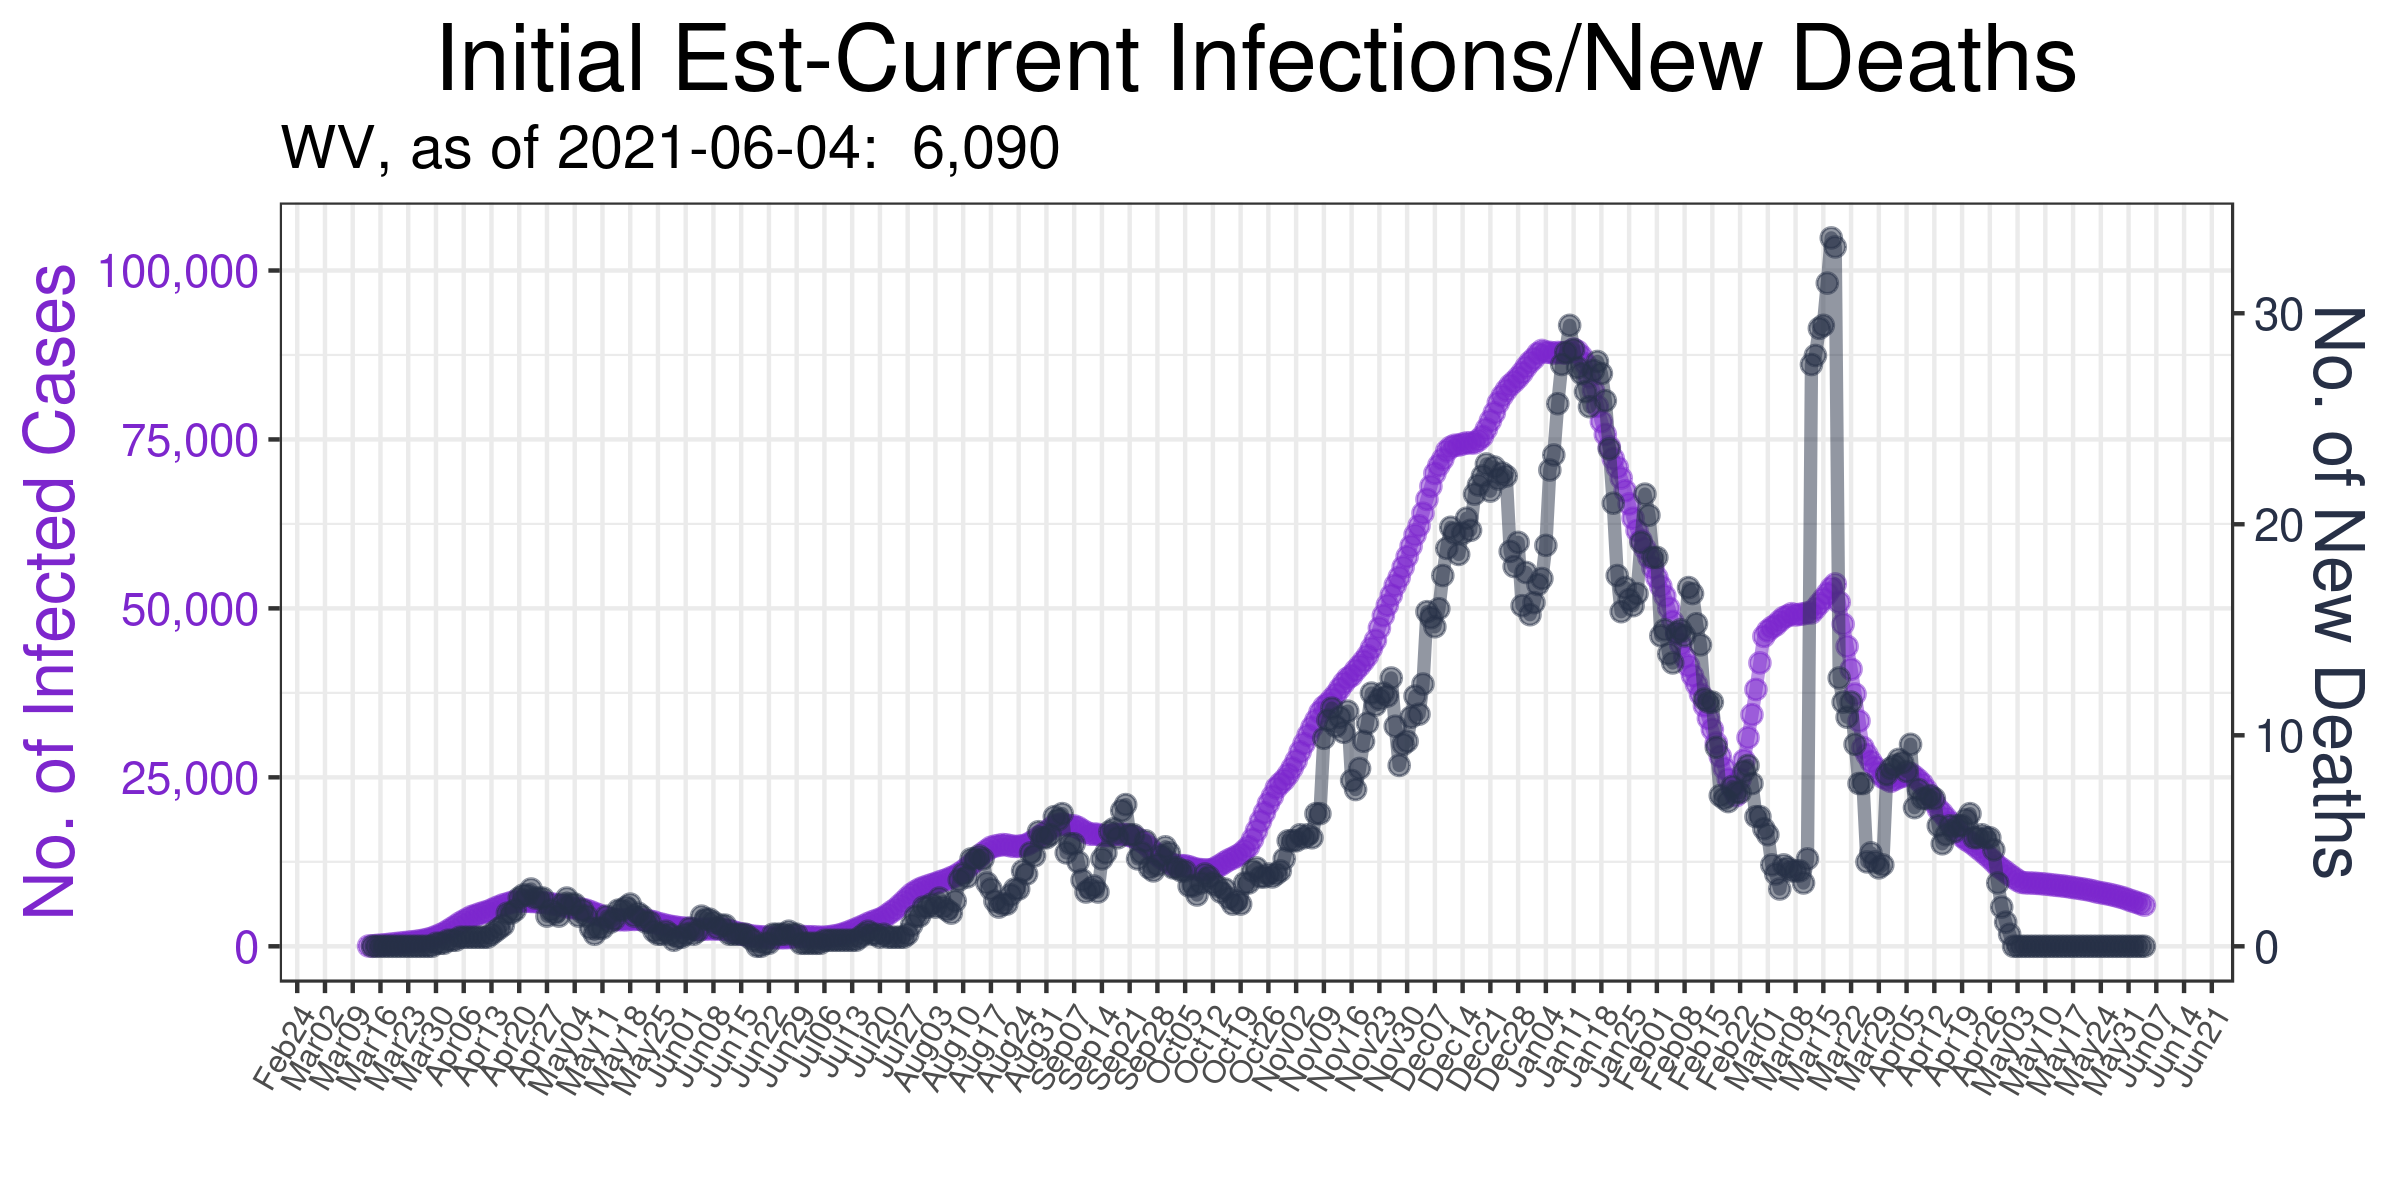 Initial Est-Current Infections/New Deaths
WV, as of 2021-06-04:  6,090
No. of Infected Cases
100,000
75,000
50,000
25,000
0
30
20
10
0
No. of New Deaths
Feb24
Mar02
Mar09
Mar16
Mar23
Mar30
Apr06
Apr13
Apr20
Apr27
May04
May11
May18
May25
Jun01
Jun08
Jun15
Jun22
Jun29
Jul06
Jul13
Jul20
Jul27
Aug03
Aug10
Aug17
Aug24
Aug31
Sep07
Sep14
Sep21
Sep28
Oct05
Oct12
Oct19
Oct26
Nov02
Nov09
Nov16
Nov23
Nov30
Dec07
Dec14
Dec21
Dec28
Jan04
Jan11
Jan18
Jan25
Feb01
Feb08
Feb15
Feb22
Mar01
Mar08
Mar15
Mar22
Mar29
Apr05
Apr12
Apr19
Apr26
May03
May10
May17
May24
May31
Jun07
Jun14
Jun21